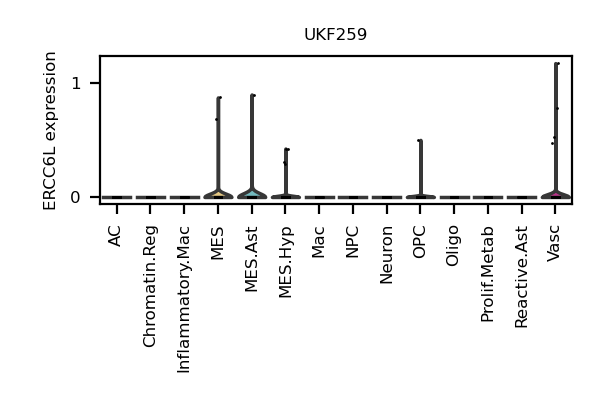 UKF259
ERCC6L expression
1
0
AC
Chromatin.Reg
Inflammatory.Mac
MES
MES.Ast
MES.Hyp
Mac
NPC
Neuron
OPC
Oligo
Prolif.Metab
Reactive.Ast
Vasc